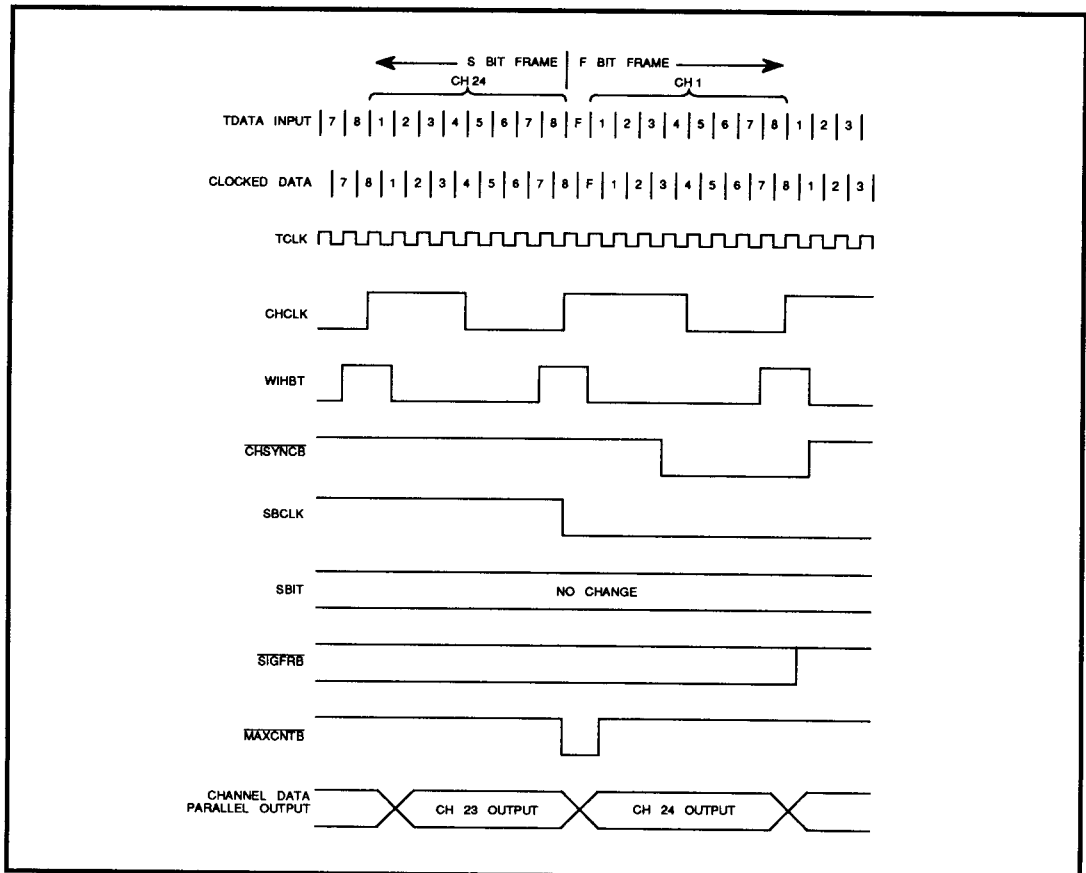 S BIT FRAME F BIT FRAME
CH 24 CH 1
TDATA INPUT 7 8 1 2 3 4 5 6 7 8 F 1 2 3 4 5 6 7 8 1 2 3
CLOCKED DATA 7 8 1 2 3 4 5 6 7 8 F 1 2 3 4 5 6 7 8 1 2 3
TCLK
CHCLK
WIHBT
CHSYNCB
SBCLK
SBIT NO CHANGE
SIGFRB
MAXCNTB
CHANNEL DATA
PARALLEL OUTPUT CH 23 OUTPUT CH 24 OUTPUT